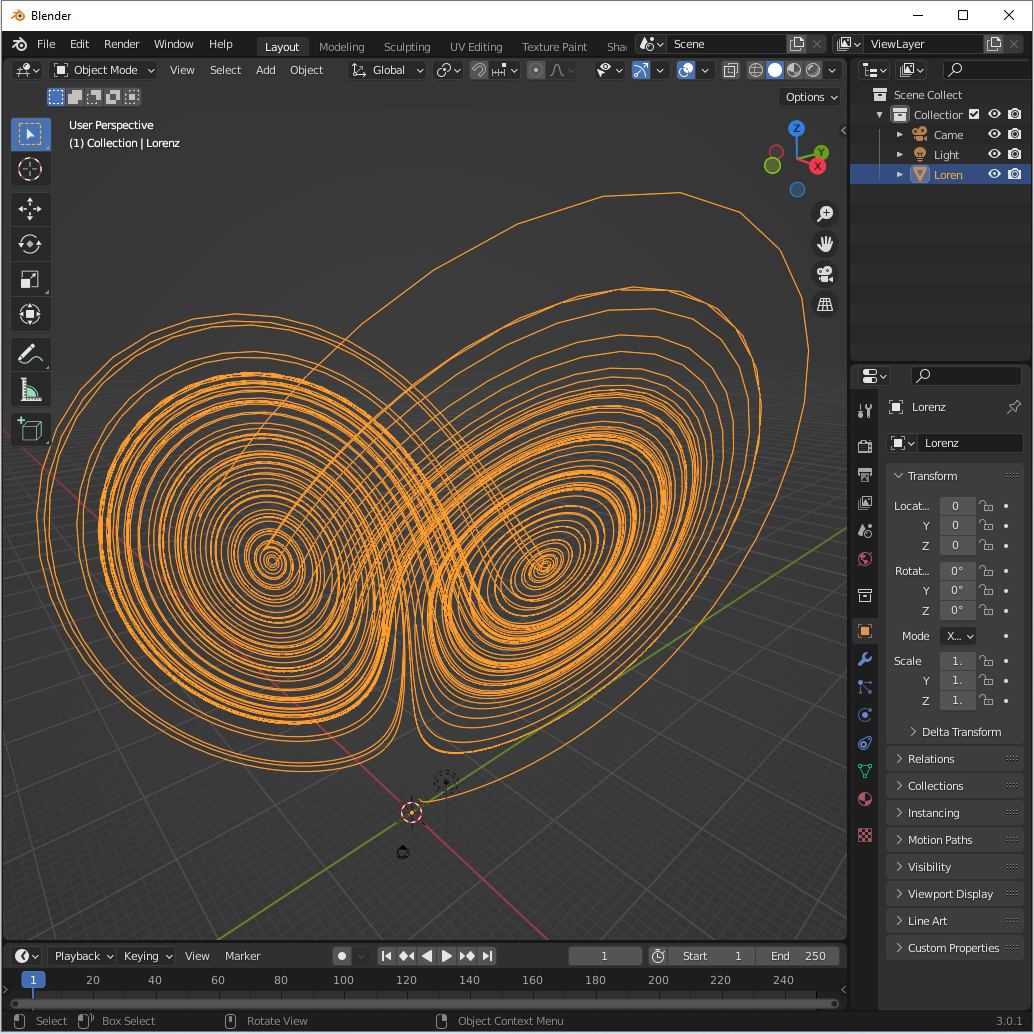 Blender
File Edit Render Window Help Layout Modeling Sculpting UV Editing Texture Paint Sha Scene ViewLayer
Object Mode View Select Add Object Global
Options
User Perspective
(1) Collection | Lorenz
Z
Y
X
Scene Collect
Collection
Came
Light
Loren
Lorenz
Lorenz
Transform
Locat... 0
Y 0
Z 0
Rotat... 0°
Y 0°
Z 0°
Mode X...
Scale 1.
Y 1.
Z 1.
Delta Transform
Relations
Collections
Instancing
Motion Paths
Visibility
Viewport Display
Line Art
Custom Properties
Playback Keying View Marker 1 Start 1 End 250
1 20 40 60 80 100 120 140 160 180 200 220 240
Select Box Select Rotate View Object Context Menu 3.0.1